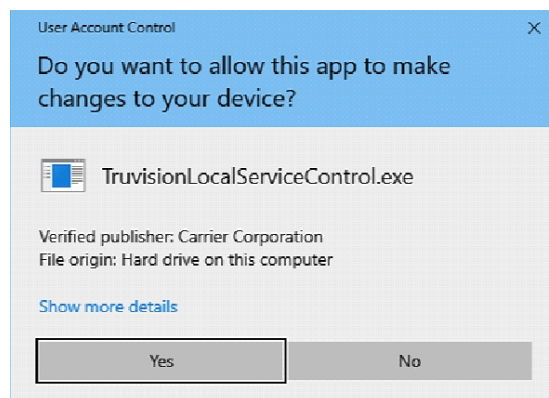 User Account Control
Do you want to allow this app to make
changes to your device?
TruvisionLocalServiceControl.exe
Verified publisher: Carrier Corporation
File origin: Hard drive on this computer
Show more details
Yes
No